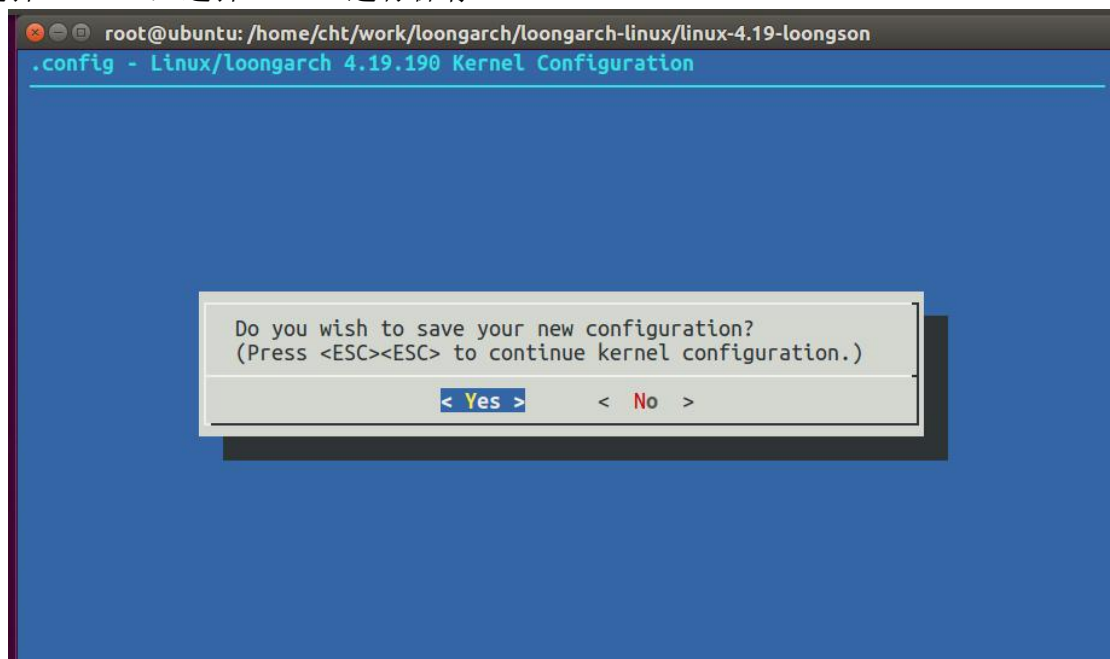 root@ubuntu: /home/cht/work/loongarch/loongarch-linux/linux-4.19-loongson
.config - Linux/loongarch 4.19.190 Kernel Configuration
Do you wish to save your new configuration?
(Press <ESC><ESC> to continue kernel configuration.)
< Yes > < No >